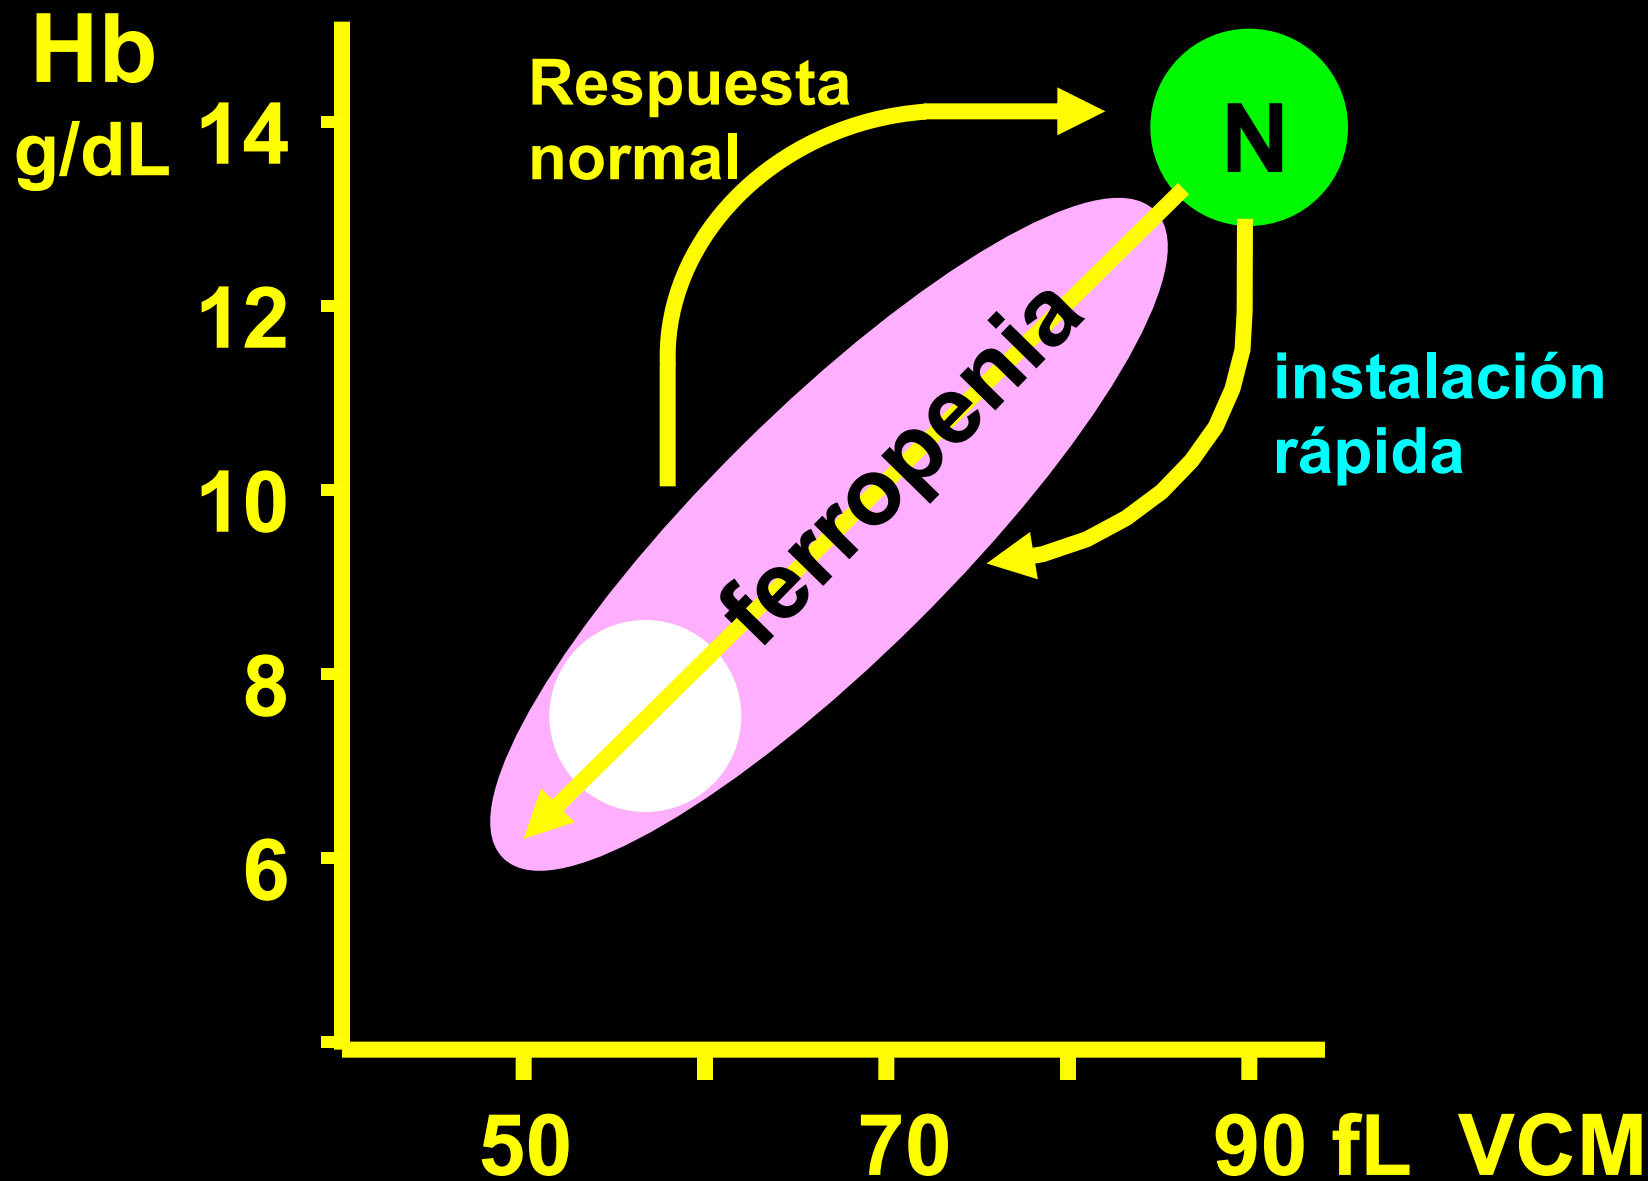 Hb
g/dL
14
12
10
8
6
Respuesta
normal
N
ferropenia
instalación
rápida
50 70 90 fL VCM